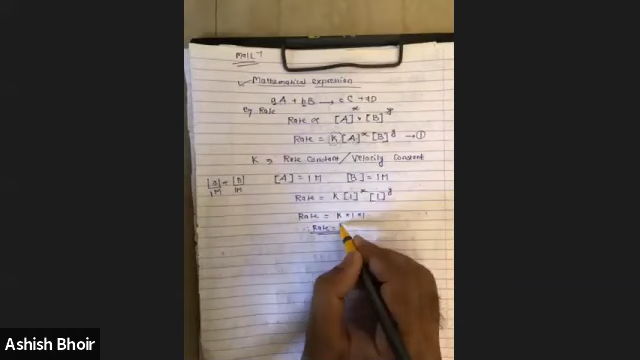 Mathematical expression
aA + bB → cC + dD
Rate
Rate ∝ [A]ˣ × [B]ʸ
Rate = K [A]ˣ [B]ʸ → ①
K ⇒ Rate Constant / Velocity Constant
[A] = 1M [B] = 1M
Rate = K [1]ˣ [1]ʸ
Rate = K × 1 × 1
∴ Rate =
Ashish Bhoir